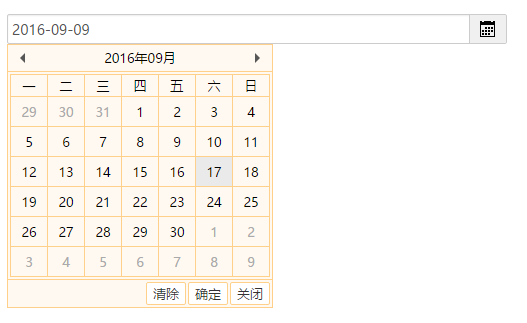 2016-09-09
2016年09月
一 二 三 四 五 六 日
29 30 31 1 2 3 4
5 6 7 8 9 10 11
12 13 14 15 16 17 18
19 20 21 22 23 24 25
26 27 28 29 30 1 2
3 4 5 6 7 8 9
清除 确定 关闭